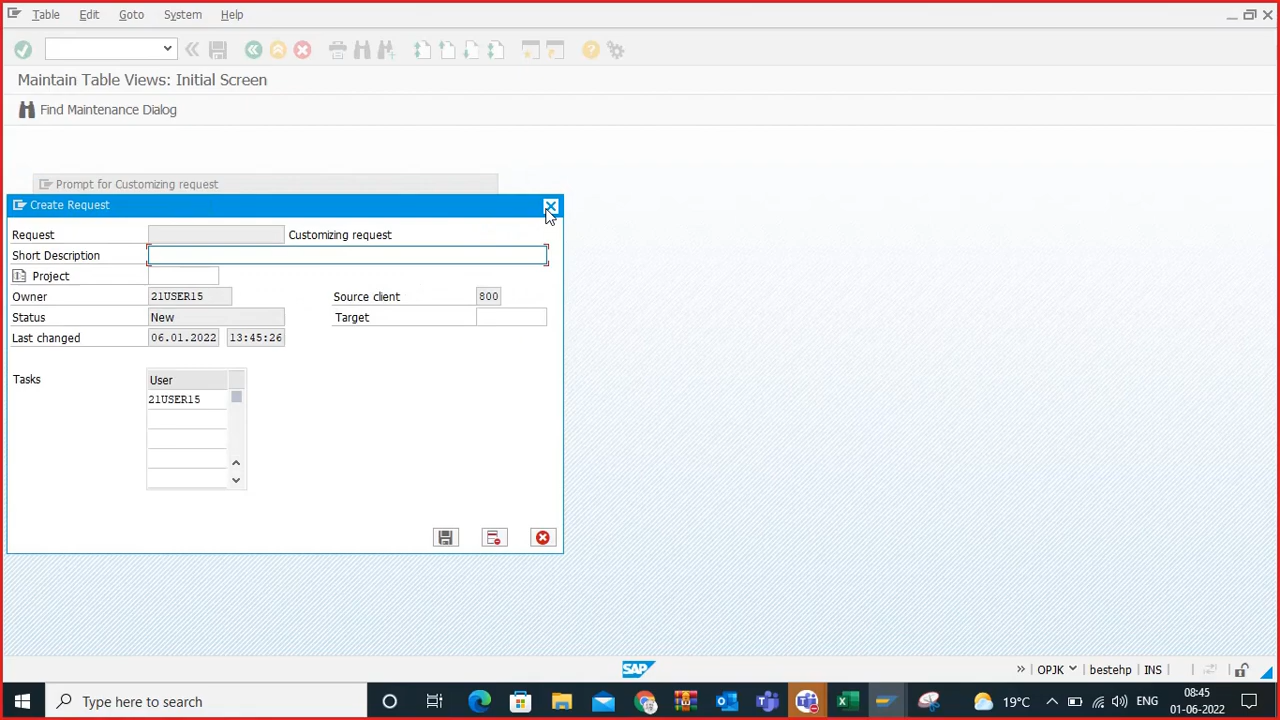 Table Edit Goto System Help
Maintain Table Views: Initial Screen
Find Maintenance Dialog
Prompt for Customizing request
Create Request
Request Customizing request
Short Description
Project
Owner 21USER15 Source client 800
Status New Target
Last changed 06.01.2022 13:45:26
Tasks User
21USER15
SAP
» OPJK bestehp INS
Type here to search
19°C ENG 08:45
01-06-2022